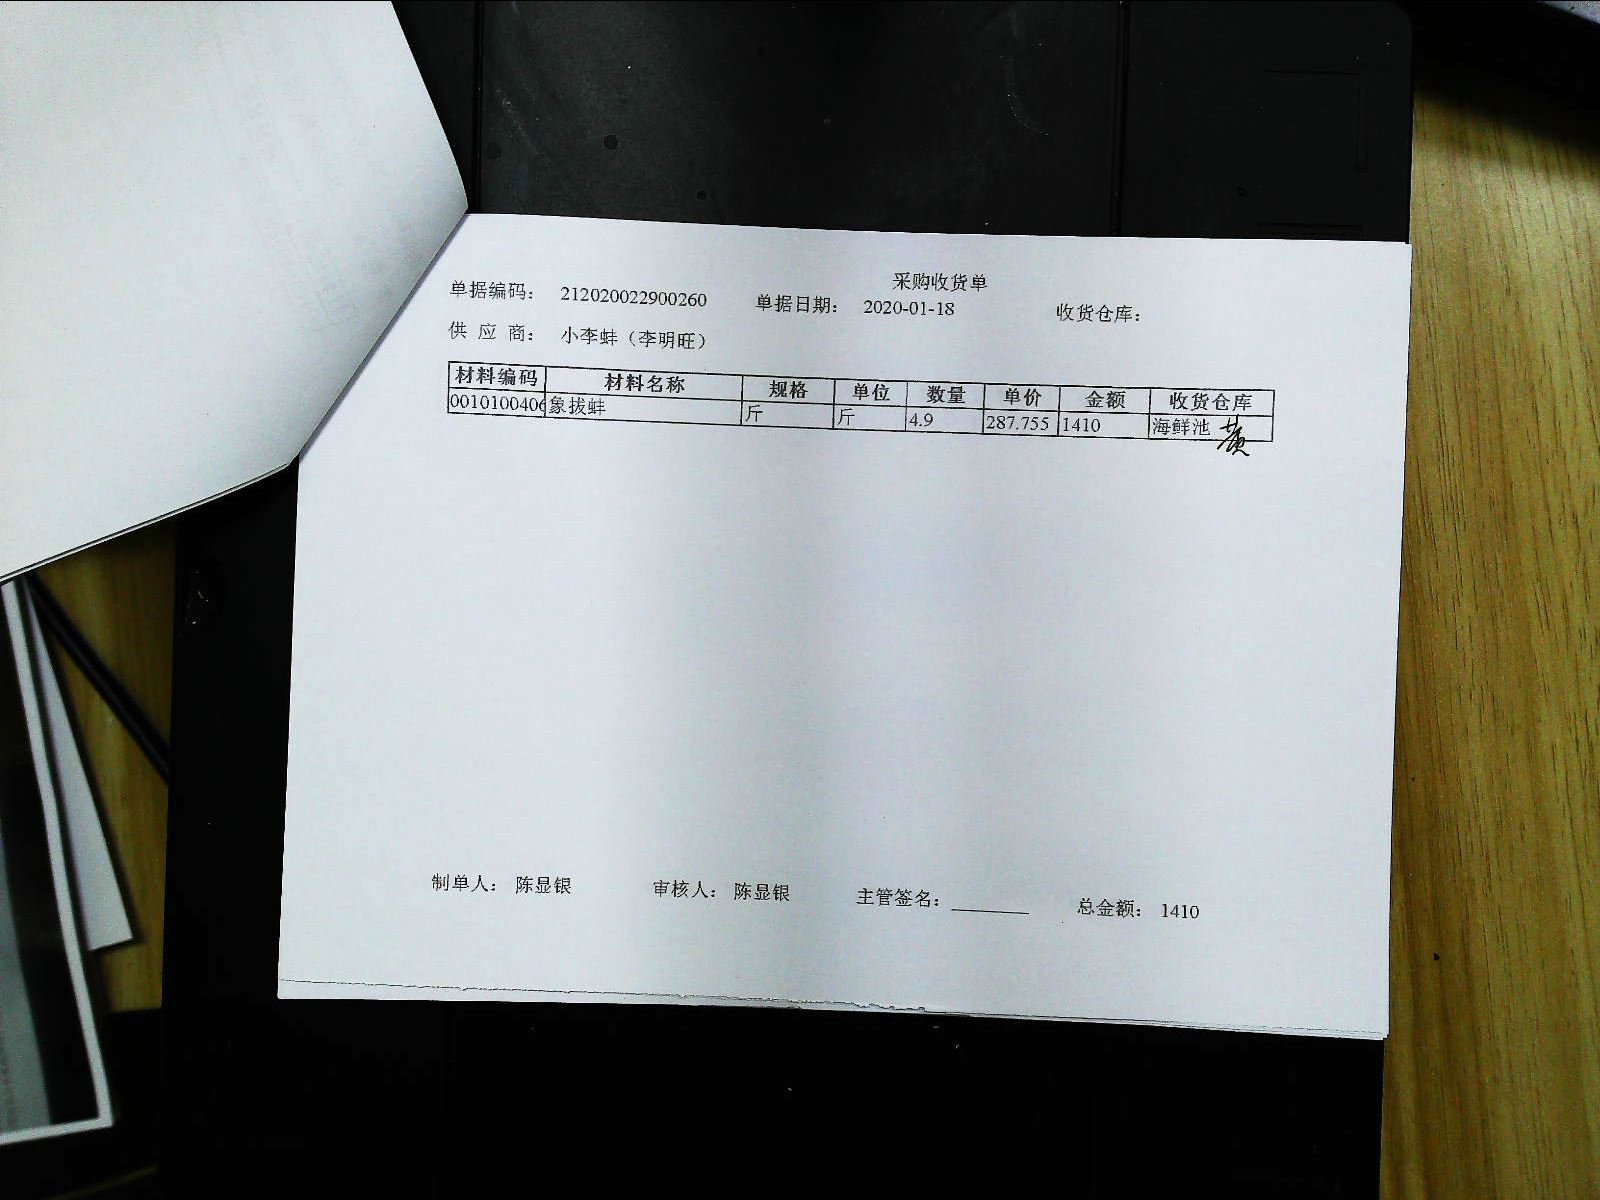 采购收货单
单据编码： 212020022900260 单据日期： 2020-01-18 收货仓库：
供 应 商： 小李蚌（李明旺）
材料编码 材料名称 规格 单位 数量 单价 金额 收货仓库
0010100406 象拔蚌 斤 斤 4.9 287.755 1410 海鲜池 黄
制单人： 陈显银 审核人： 陈显银 主管签名：________ 总金额： 1410